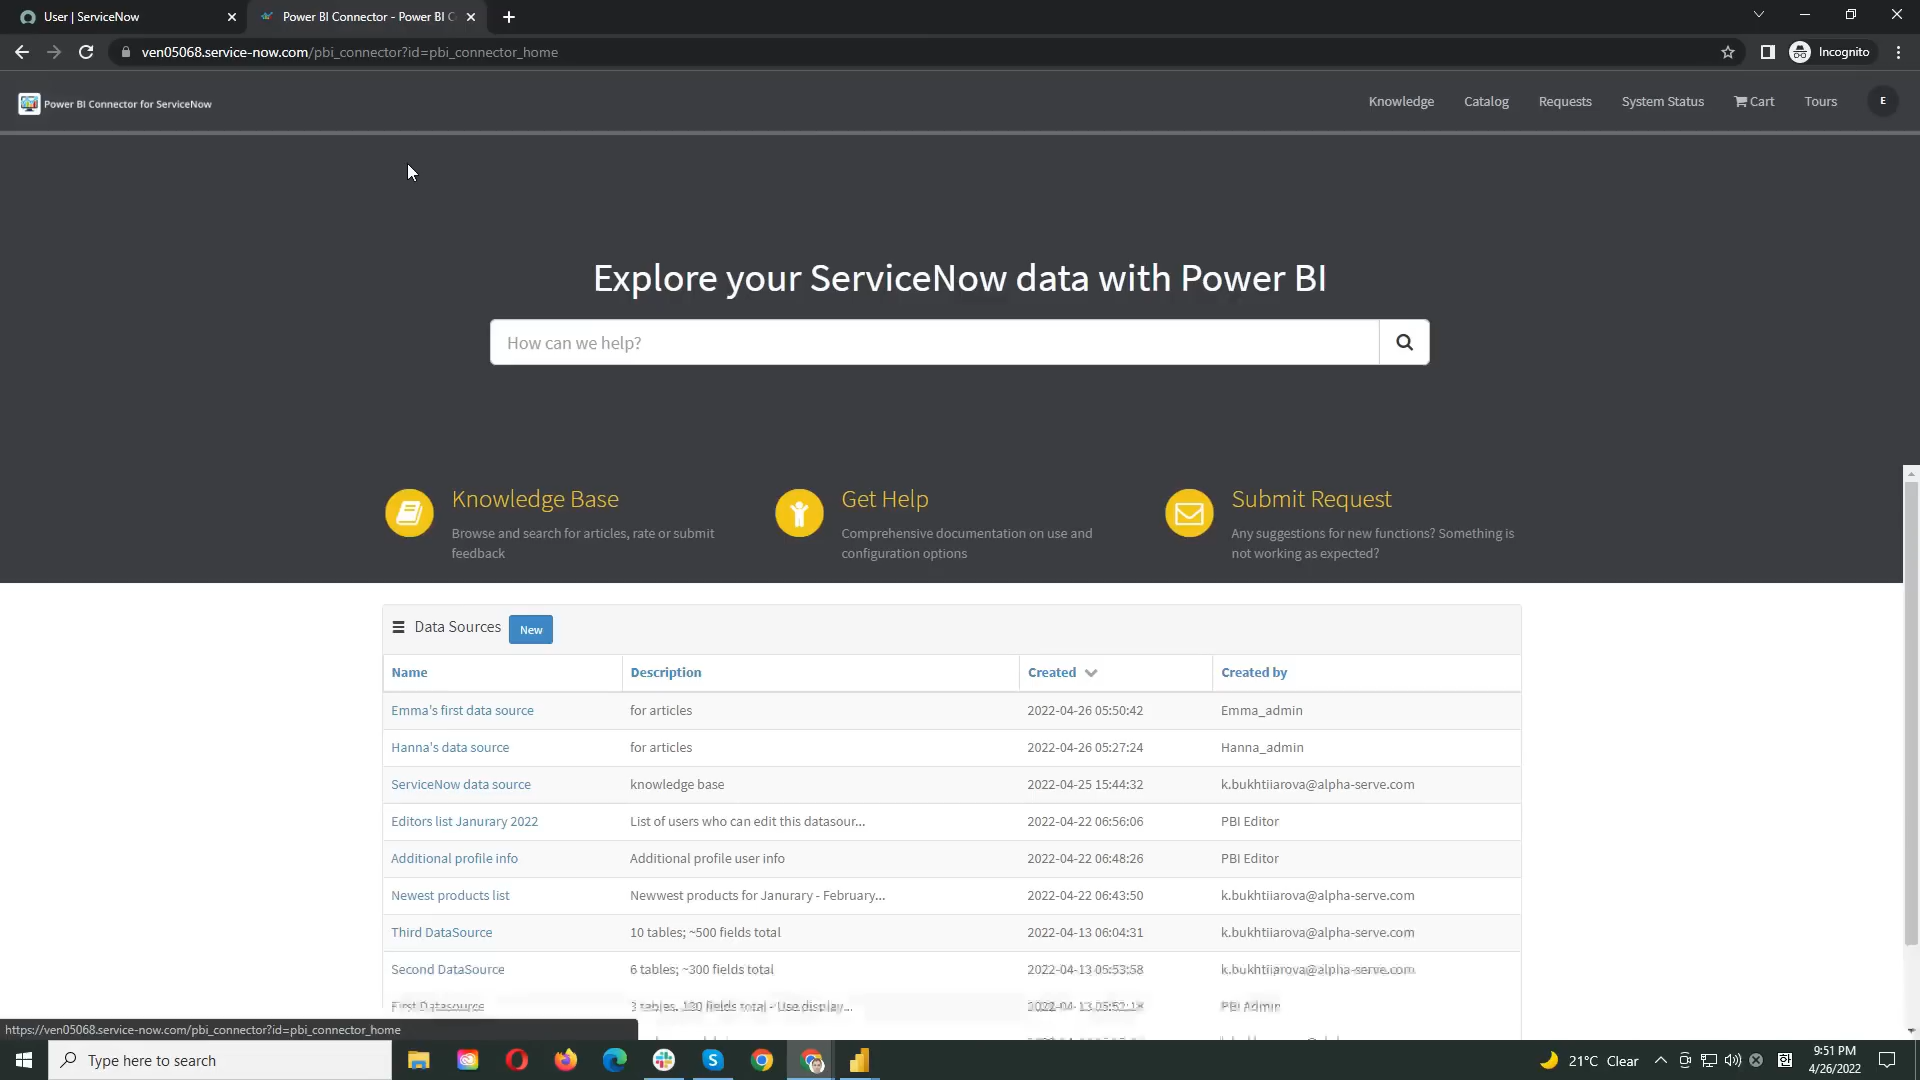 User | ServiceNow
Power BI Connector - Power BI C
ven05068.service-now.com/pbi_connector?id=pbi_connector_home
Incognito
Power BI Connector for ServiceNow
Knowledge
Catalog
Requests
System Status
Cart
Tours
E
Explore your ServiceNow data with Power BI
How can we help?
Knowledge Base
Browse and search for articles, rate or submit
feedback
Get Help
Comprehensive documentation on use and
configuration options
Submit Request
Any suggestions for new functions? Something is
not working as expected?
Data Sources New
Name Description Created Created by
Emma's first data source for articles 2022-04-26 05:50:42 Emma_admin
Hanna's data source for articles 2022-04-26 05:27:24 Hanna_admin
ServiceNow data source knowledge base 2022-04-25 15:44:32 k.bukhtiiarova@alpha-serve.com
Editors list Janurary 2022 List of users who can edit this datasour... 2022-04-22 06:56:06 PBI Editor
Additional profile info Additional profile user info 2022-04-22 06:48:26 PBI Editor
Newest products list Newwest products for Janurary - February... 2022-04-22 06:43:50 k.bukhtiiarova@alpha-serve.com
Third DataSource 10 tables; ~500 fields total 2022-04-13 06:04:31 k.bukhtiiarova@alpha-serve.com
Second DataSource 6 tables; ~300 fields total 2022-04-13 05:53:58 k.bukhtiiarova@alpha-serve.com
First Datasource tables, fields total - Use display... PBI Admin
https://ven05068.service-now.com/pbi_connector?id=pbi_connector_home
Type here to search
21°C Clear
9:51 PM
4/26/2022